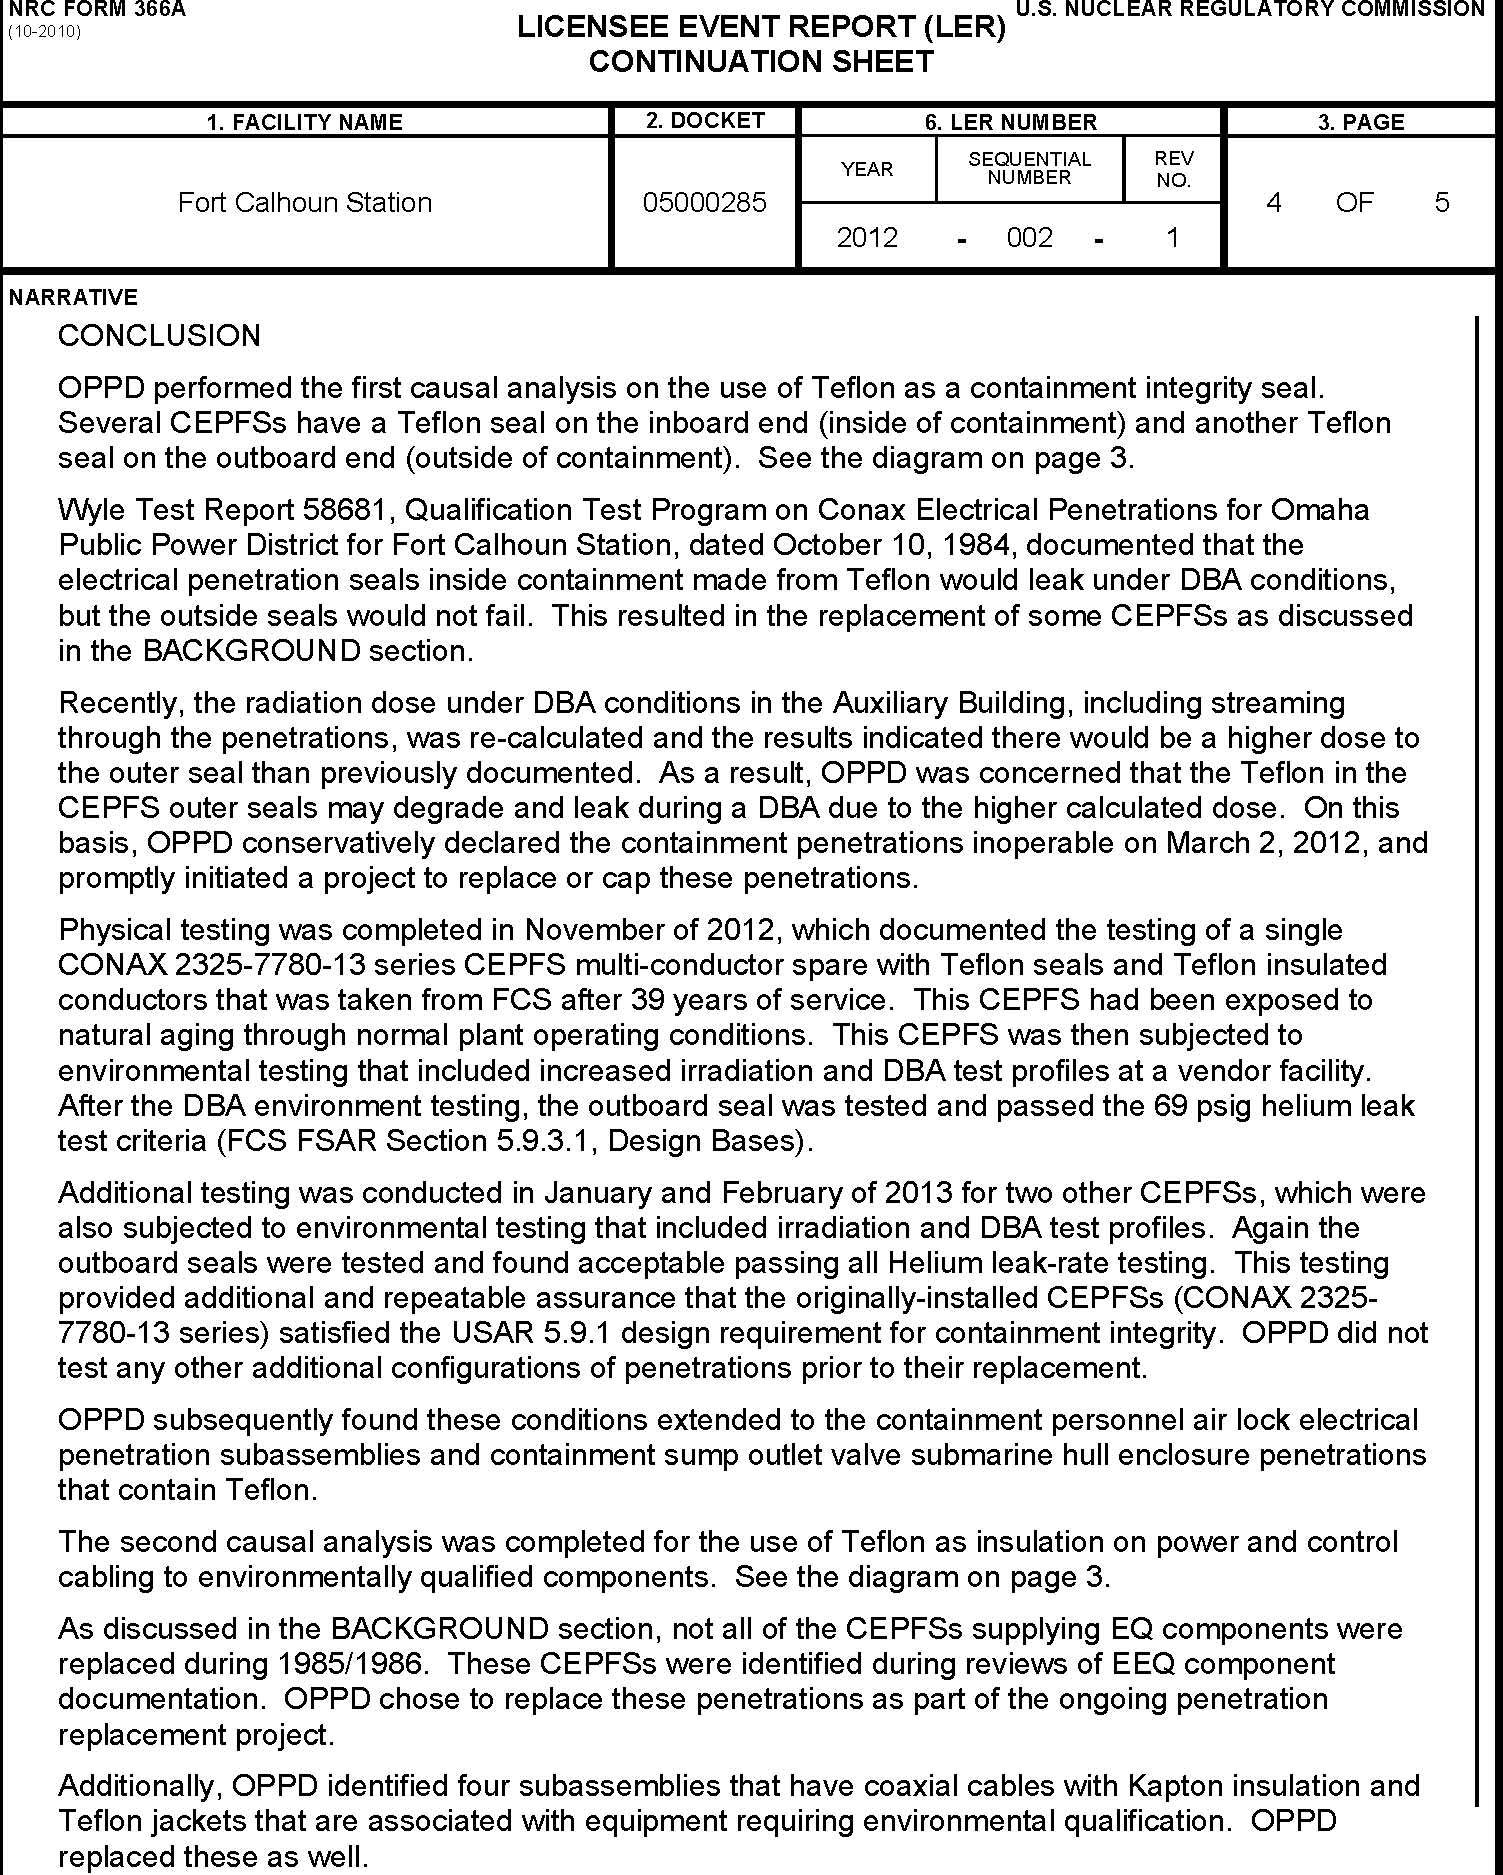 NRC FORM 366A
(10-2010)
U.S. NUCLEAR REGULATORY COMMISSION
LICENSEE EVENT REPORT (LER)
CONTINUATION SHEET
1. FACILITY NAME
2. DOCKET
6. LER NUMBER
3. PAGE
Fort Calhoun Station
05000285
YEAR
SEQUENTIAL
NUMBER
REV
NO.
2012 - 002 - 1
4 OF 5
NARRATIVE
CONCLUSION
OPPD performed the first causal analysis on the use of Teflon as a containment integrity seal.
Several CEPFSs have a Teflon seal on the inboard end (inside of containment) and another Teflon
seal on the outboard end (outside of containment). See the diagram on page 3.
Wyle Test Report 58681, Qualification Test Program on Conax Electrical Penetrations for Omaha
Public Power District for Fort Calhoun Station, dated October 10, 1984, documented that the
electrical penetration seals inside containment made from Teflon would leak under DBA conditions,
but the outside seals would not fail. This resulted in the replacement of some CEPFSs as discussed
in the BACKGROUND section.
Recently, the radiation dose under DBA conditions in the Auxiliary Building, including streaming
through the penetrations, was re-calculated and the results indicated there would be a higher dose to
the outer seal than previously documented. As a result, OPPD was concerned that the Teflon in the
CEPFS outer seals may degrade and leak during a DBA due to the higher calculated dose. On this
basis, OPPD conservatively declared the containment penetrations inoperable on March 2, 2012, and
promptly initiated a project to replace or cap these penetrations.
Physical testing was completed in November of 2012, which documented the testing of a single
CONAX 2325-7780-13 series CEPFS multi-conductor spare with Teflon seals and Teflon insulated
conductors that was taken from FCS after 39 years of service. This CEPFS had been exposed to
natural aging through normal plant operating conditions. This CEPFS was then subjected to
environmental testing that included increased irradiation and DBA test profiles at a vendor facility.
After the DBA environment testing, the outboard seal was tested and passed the 69 psig helium leak
test criteria (FCS FSAR Section 5.9.3.1, Design Bases).
Additional testing was conducted in January and February of 2013 for two other CEPFSs, which were
also subjected to environmental testing that included irradiation and DBA test profiles. Again the
outboard seals were tested and found acceptable passing all Helium leak-rate testing. This testing
provided additional and repeatable assurance that the originally-installed CEPFSs (CONAX 2325-
7780-13 series) satisfied the USAR 5.9.1 design requirement for containment integrity. OPPD did not
test any other additional configurations of penetrations prior to their replacement.
OPPD subsequently found these conditions extended to the containment personnel air lock electrical
penetration subassemblies and containment sump outlet valve submarine hull enclosure penetrations
that contain Teflon.
The second causal analysis was completed for the use of Teflon as insulation on power and control
cabling to environmentally qualified components. See the diagram on page 3.
As discussed in the BACKGROUND section, not all of the CEPFSs supplying EQ components were
replaced during 1985/1986. These CEPFSs were identified during reviews of EEQ component
documentation. OPPD chose to replace these penetrations as part of the ongoing penetration
replacement project.
Additionally, OPPD identified four subassemblies that have coaxial cables with Kapton insulation and
Teflon jackets that are associated with equipment requiring environmental qualification. OPPD
replaced these as well.